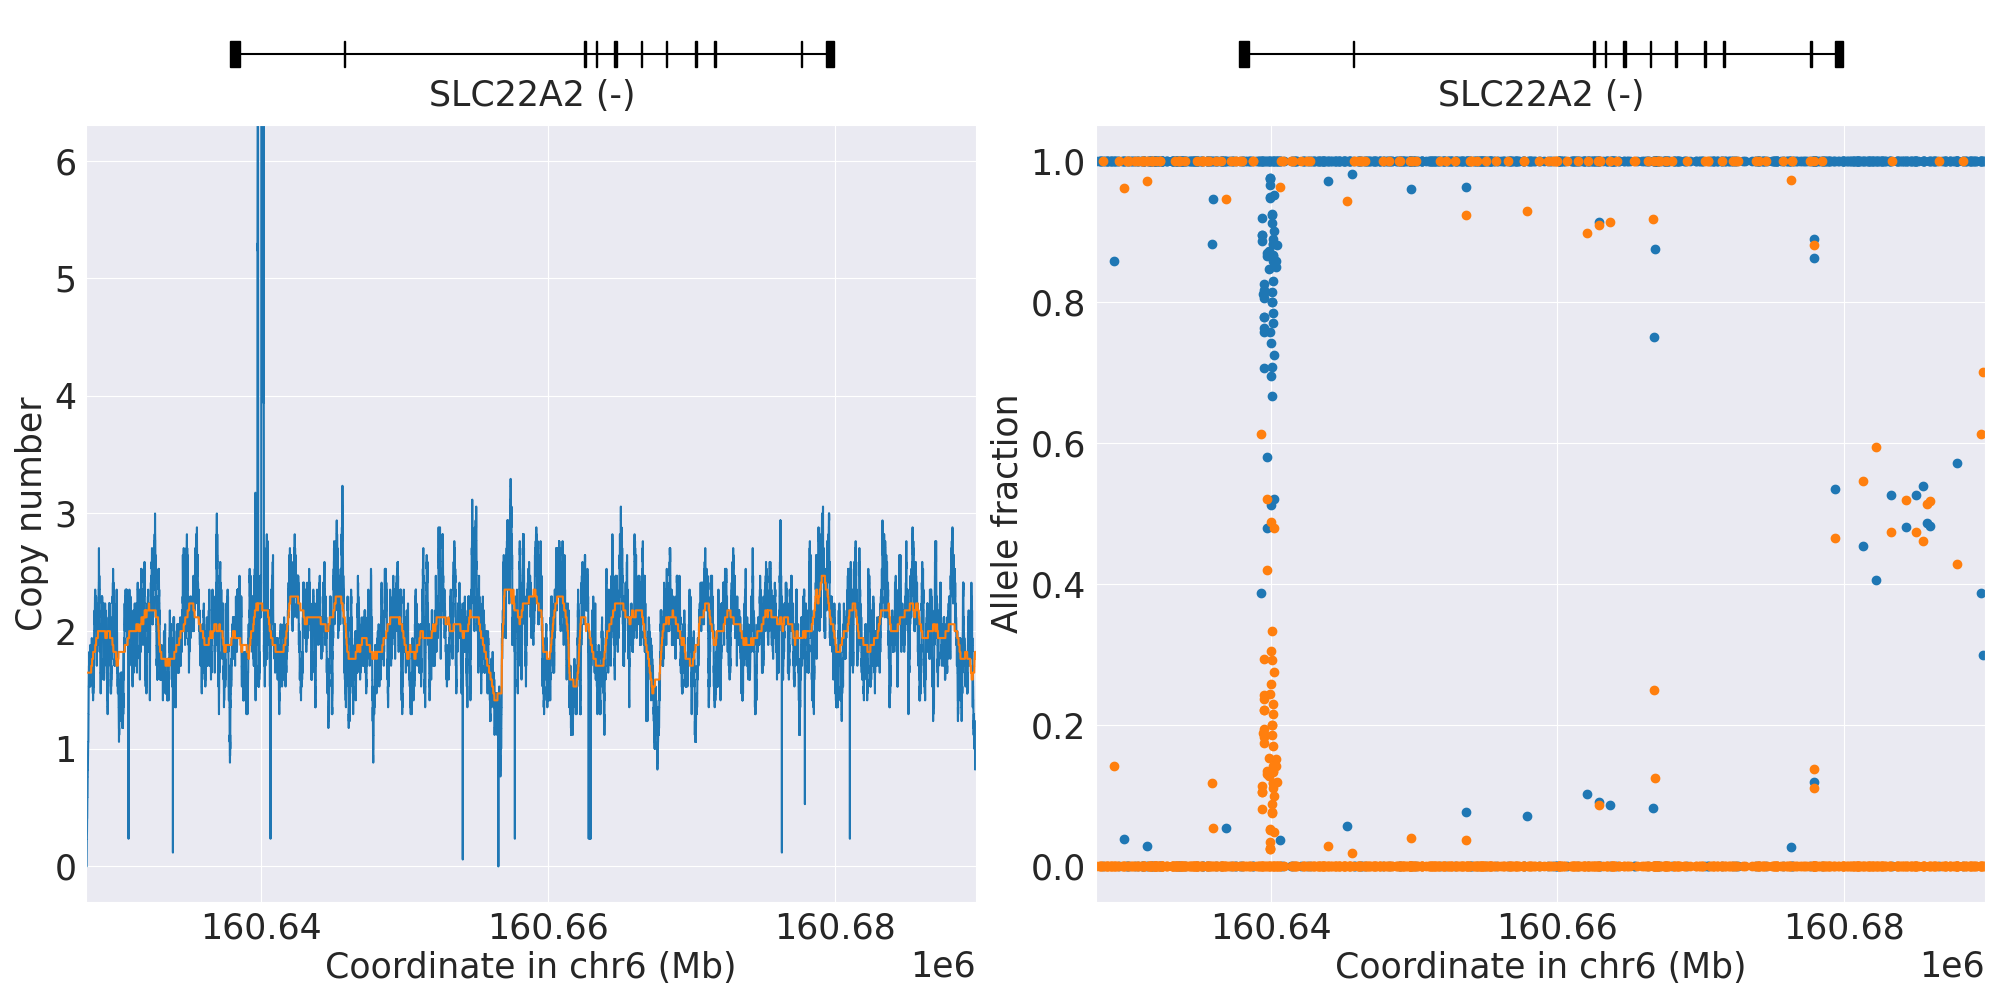 SLC22A2 (-)
6
5
4
3
2
1
0
Copy number
160.64
160.66
160.68
Coordinate in chr6 (Mb)
1e6
SLC22A2 (-)
1.0
0.8
0.6
0.4
0.2
0.0
Allele fraction
160.64
160.66
160.68
Coordinate in chr6 (Mb)
1e6